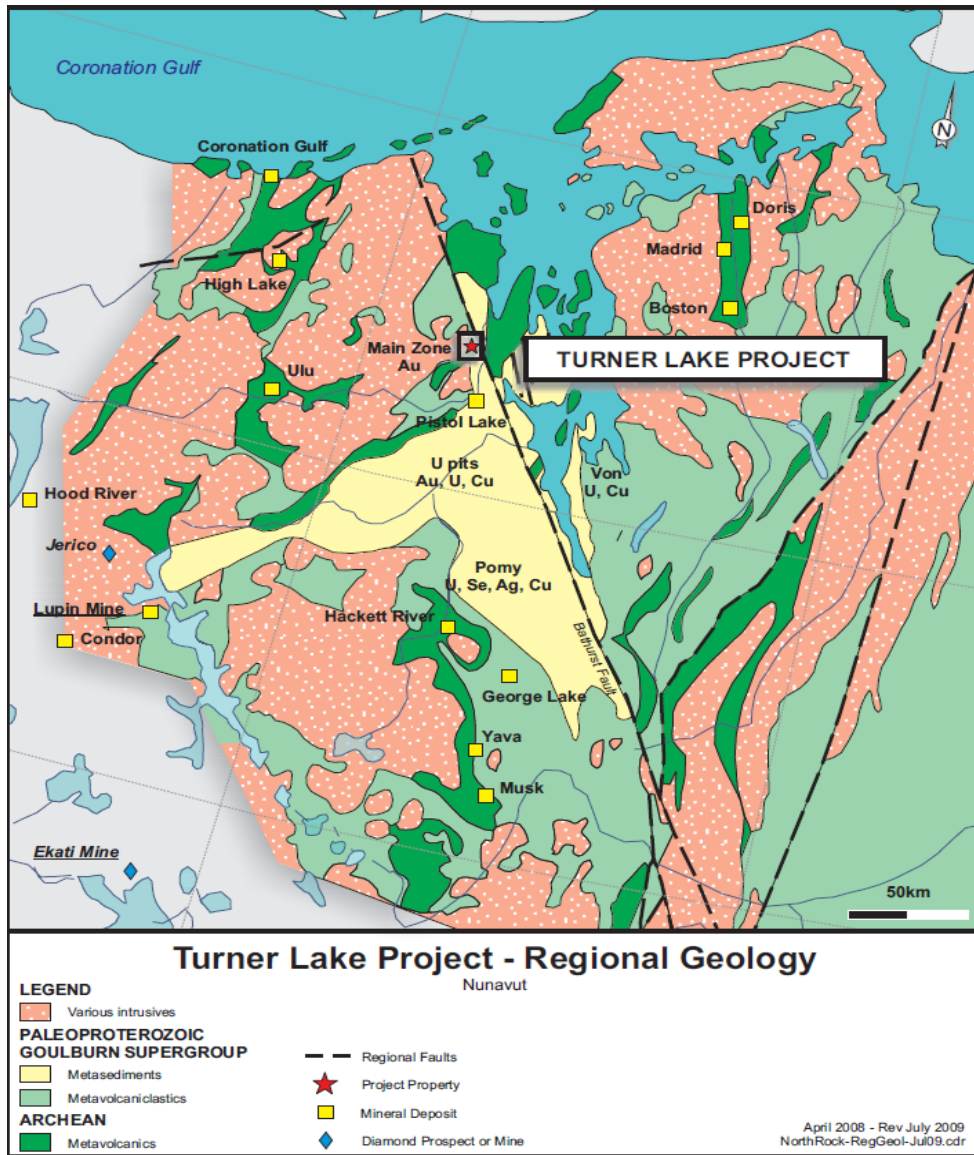 Coronation Gulf
N
Coronation Gulf
Doris
Madrid
High Lake
Boston
Main Zone
Au
TURNER LAKE PROJECT
Ulu
Pistol Lake
U pits
Au, U, Cu
Von
U, Cu
Hood River
Jerico
Pomy
U, Se, Ag, Cu
Lupin Mine
Hackett River
Condor
Bathurst Fault
George Lake
Yava
Musk
Ekati Mine
50km
Turner Lake Project - Regional Geology
Nunavut
LEGEND
Various intrusives
PALEOPROTEROZOIC
GOULBURN SUPERGROUP
Metasediments
Metavolcaniclastics
ARCHEAN
Metavolcanics
Regional Faults
Project Property
Mineral Deposit
Diamond Prospect or Mine
April 2008 - Rev July 2009
NorthRock-RegGeol-Jul09.cdr